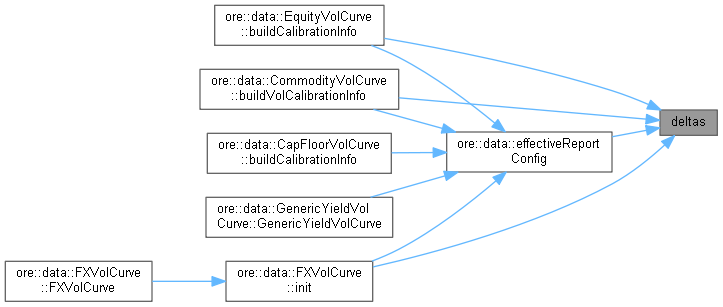 ore::data::EquityVolCurve
::buildCalibrationInfo
ore::data::CommodityVolCurve
::buildVolCalibrationInfo
deltas
ore::data::CapFloorVolCurve
::buildCalibrationInfo
ore::data::effectiveReport
Config
ore::data::GenericYieldVol
Curve::GenericYieldVolCurve
ore::data::FXVolCurve
::FXVolCurve
ore::data::FXVolCurve
::init